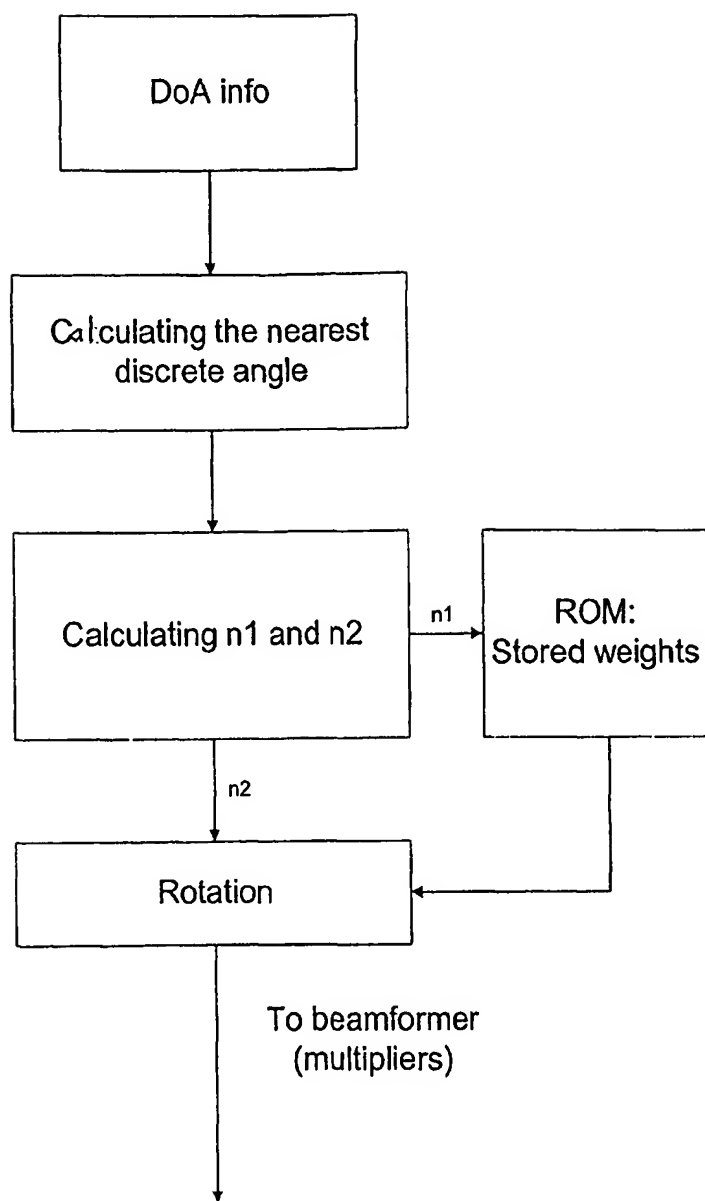 DoA info
Calculating the nearest
discrete angle
Calculating n1 and n2
n1
ROM:
Stored weights
n2
Rotation
To beamformer
(multipliers)